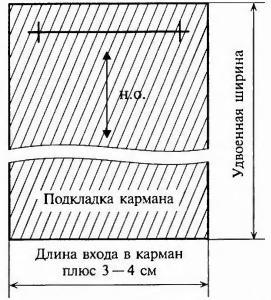 н.о.
Удвоенная ширина
Подкладка кармана
Длина входа в карман
плюс 3 — 4 см